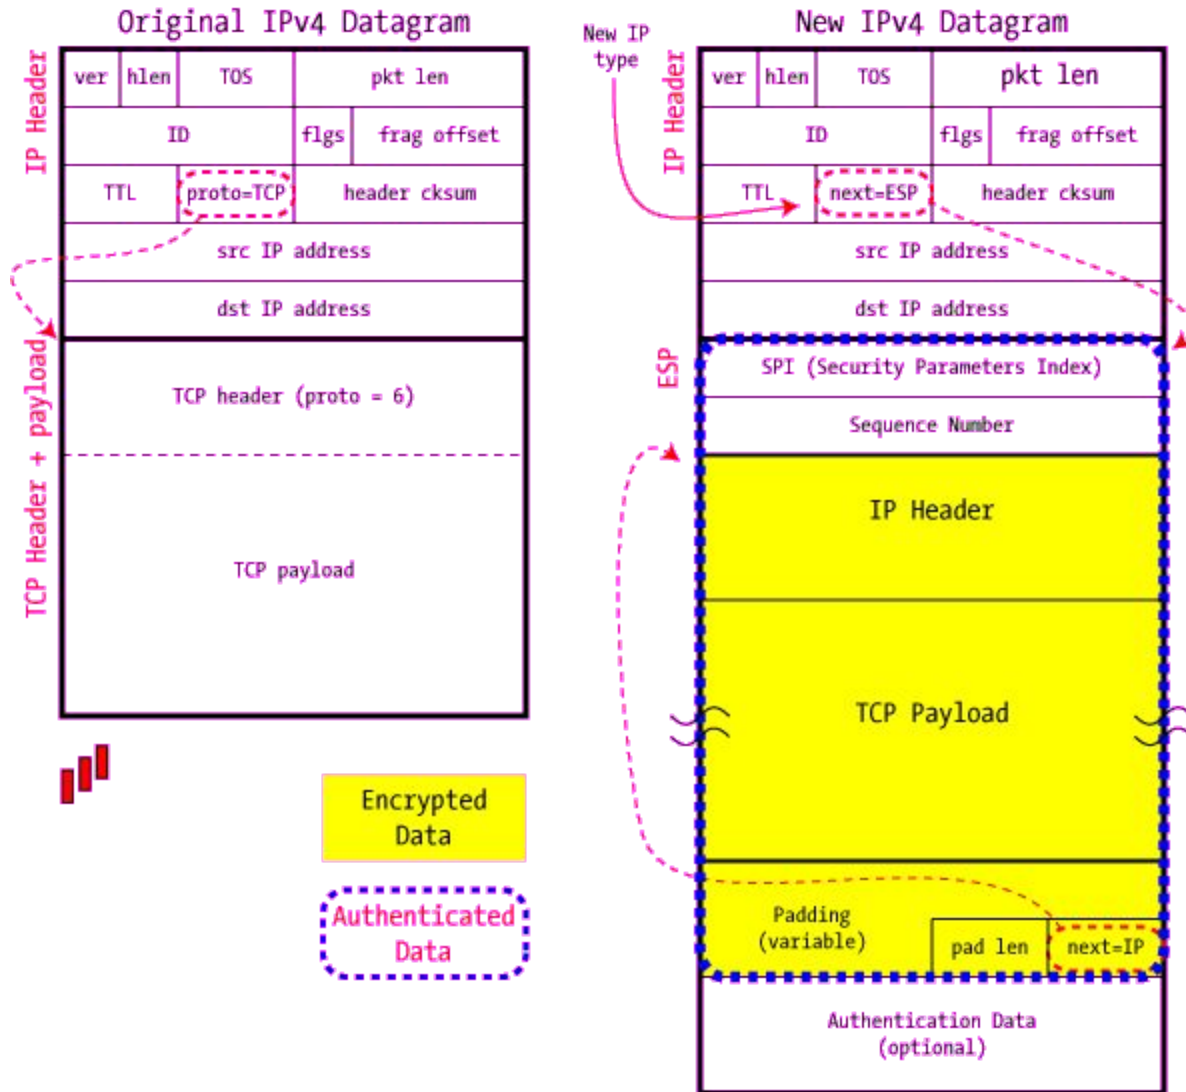 Original IPv4 Datagram
IP Header
ver hlen TOS pkt len
ID flgs frag offset
TTL proto=TCP header cksum
src IP address
dst IP address
TCP Header + payload
TCP header (proto = 6)
TCP payload
Encrypted
Data
Authenticated
Data
New IPv4 Datagram
New IP
type
IP Header
ver hlen TOS pkt len
ID flgs frag offset
TTL next=ESP header cksum
src IP address
dst IP address
ESP
SPI (Security Parameters Index)
Sequence Number
IP Header
TCP Payload
Padding
(variable)
pad len next=IP
Authentication Data
(optional)